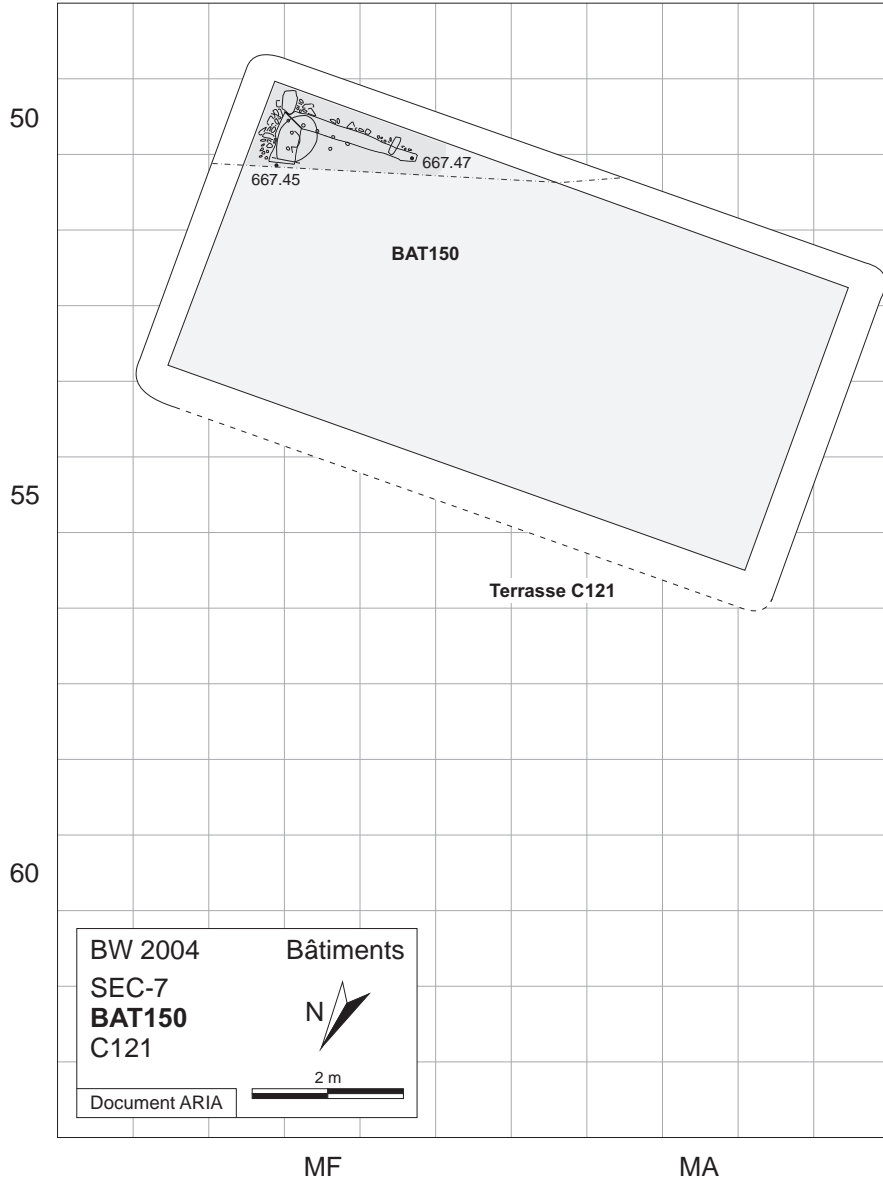 50
667.47
667.45
BAT150
55
Terrasse C121
60
BW 2004 Bâtiments
SEC-7
BAT150
N
C121
2 m
Document ARIA
MF MA